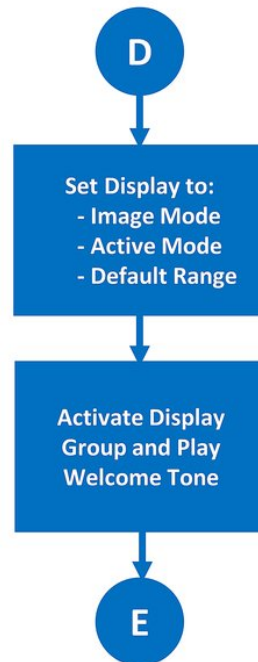 D
Set Display to:
- Image Mode
- Active Mode
- Default Range
Activate Display
Group and Play
Welcome Tone
E